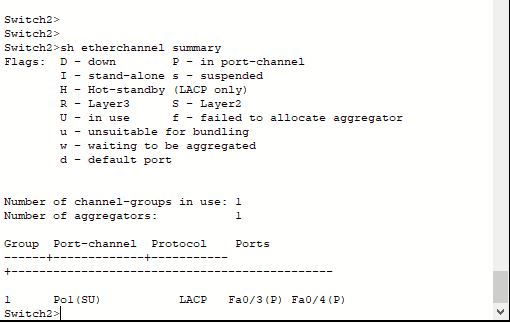 Switch2>
Switch2>
Switch2>sh etherchannel summary
Flags:  D - down        P - in port-channel
        I - stand-alone s - suspended
        H - Hot-standby (LACP only)
        R - Layer3      S - Layer2
        U - in use      f - failed to allocate aggregator
        u - unsuitable for bundling
        w - waiting to be aggregated
        d - default port
Number of channel-groups in use: 1
Number of aggregators:           1
Group  Port-channel  Protocol    Ports
------+-------------+-----------
+----------------------------------------------
1      Po1(SU)           LACP   Fa0/3(P) Fa0/4(P)
Switch2>